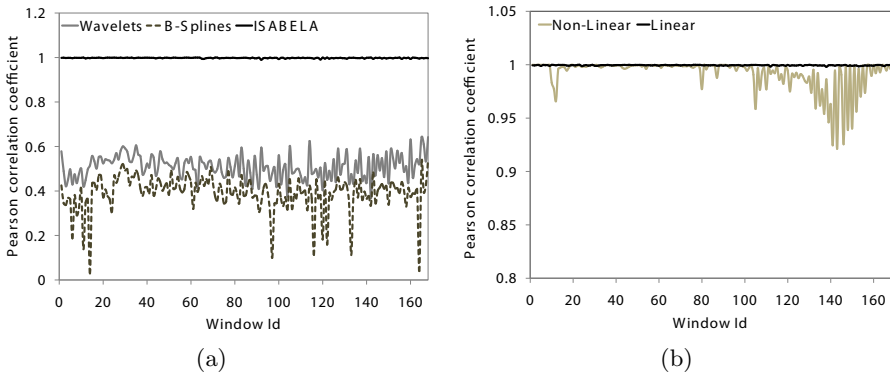 Wavelets B-Splines ISABELA
1.2
1
0.8
0.6
0.4
0.2
0
Pearson correlation coefficient
0 20 40 60 80 100 120 140 160
Window Id
(a)
Non-Linear Linear
1.05
1
0.95
0.9
0.85
0.8
Pearson correlation coefficient
0 20 40 60 80 100 120 140 160
Window Id
(b)